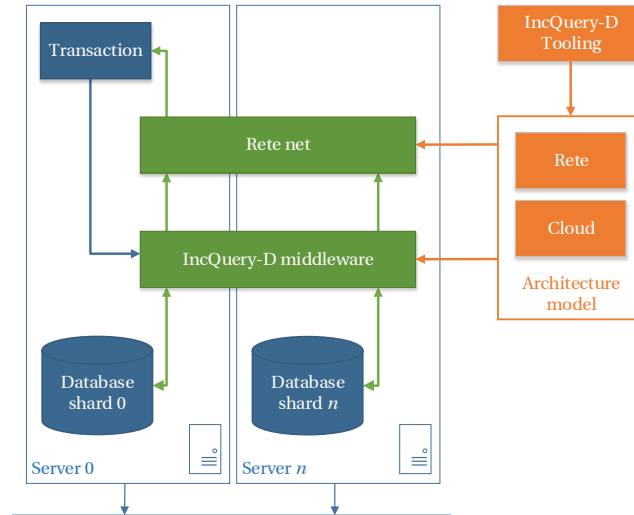 Transaction
IncQuery-D
Tooling
Rete net
Rete
Cloud
IncQuery-D middleware
Architecture
model
Database
shard 0
Database
shard n
Server 0
Server n